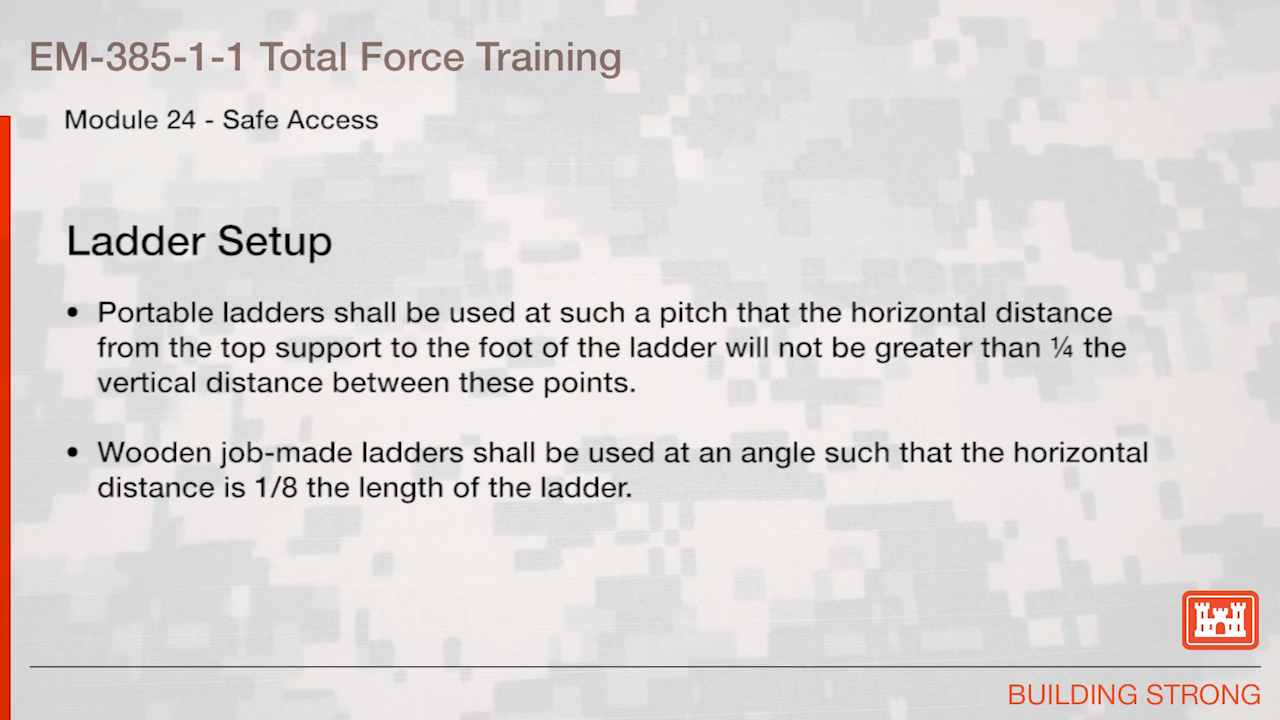 EM-385-1-1 Total Force Training
Module 24 - Safe Access
Ladder Setup
• Portable ladders shall be used at such a pitch that the horizontal distance
from the top support to the foot of the ladder will not be greater than ¼ the
vertical distance between these points.
• Wooden job-made ladders shall be used at an angle such that the horizontal
distance is 1/8 the length of the ladder.
BUILDING STRONG